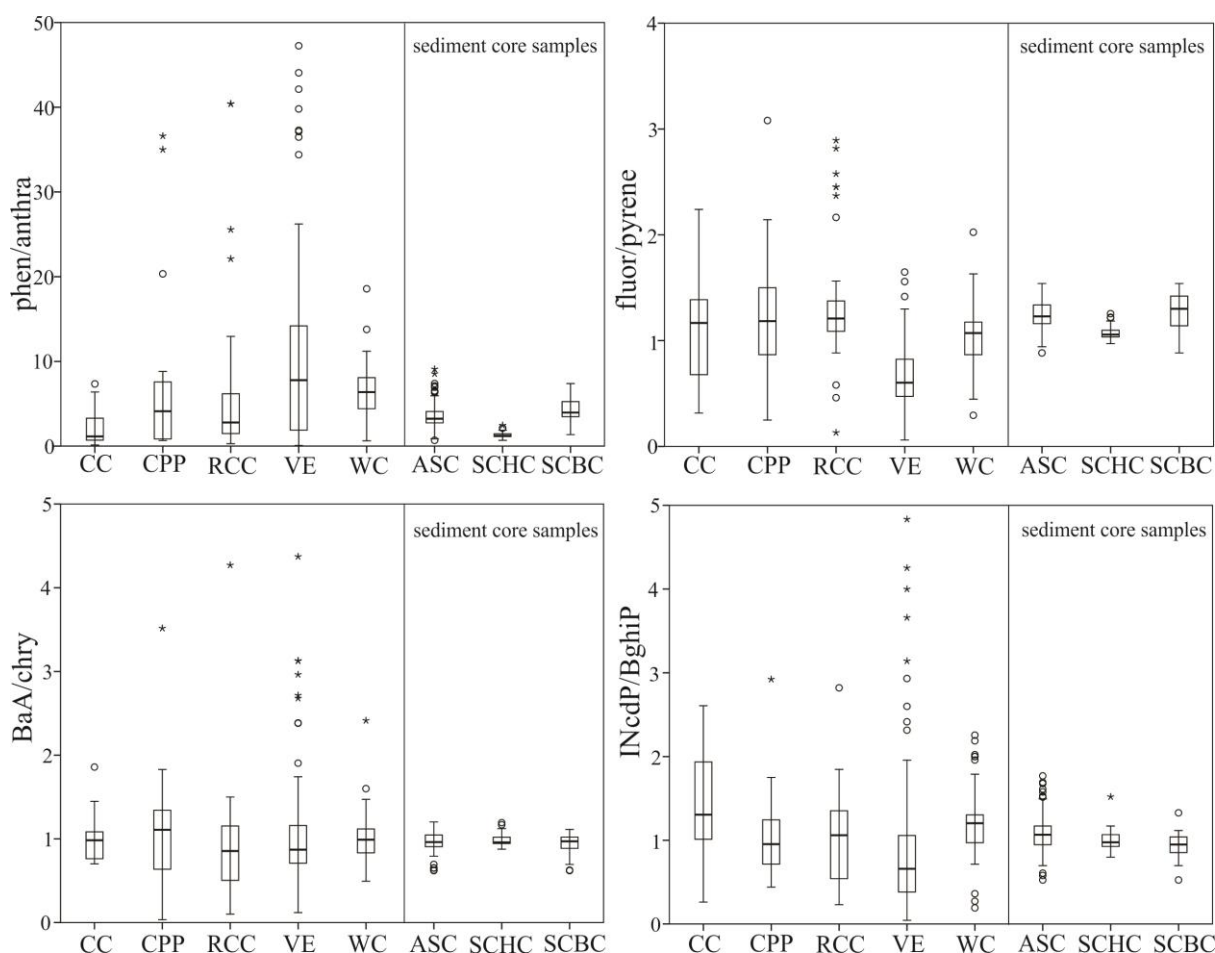 50
40
30
20
10
0
phen/anthra
sediment core samples
CC CPP RCC VE WC ASC SCHC SCBC
4
3
2
1
0
fluor/pyrene
sediment core samples
CC CPP RCC VE WC ASC SCHC SCBC
5
4
3
2
1
0
BaA/chry
sediment core samples
CC CPP RCC VE WC ASC SCHC SCBC
5
4
3
2
1
0
INcdP/BghiP
sediment core samples
CC CPP RCC VE WC ASC SCHC SCBC